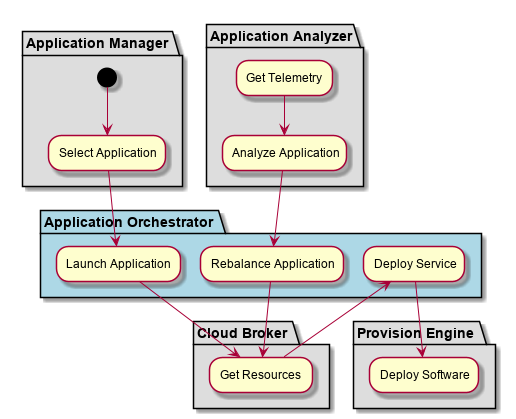 Application Manager
Application Analyzer
Get Telemetry
Select Application
Analyze Application
Application Orchestrator
Launch Application
Rebalance Application
Deploy Service
Cloud Broker
Provision Engine
Get Resources
Deploy Software